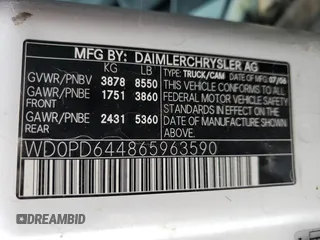 MFG. BY: DAIMLERCHRYSLER AG
KG LB TYPE: TRUCK/CAM DATE 07/06
GVWR/PNBV 3878 8550
GAWR/PNBE 1751 3860
FRONT
GAWR/PNBE 2431 5360
REAR
THIS VEHICLE CONFORMS TO ALL APPLICABLE
FEDERAL MOTOR VEHICLE SAFETY STANDARDS
IN EFFECT ON THE DATE OF
MANUFACTURE SHOWN ABOVE.
WD0PD644865963590
DREAMBID